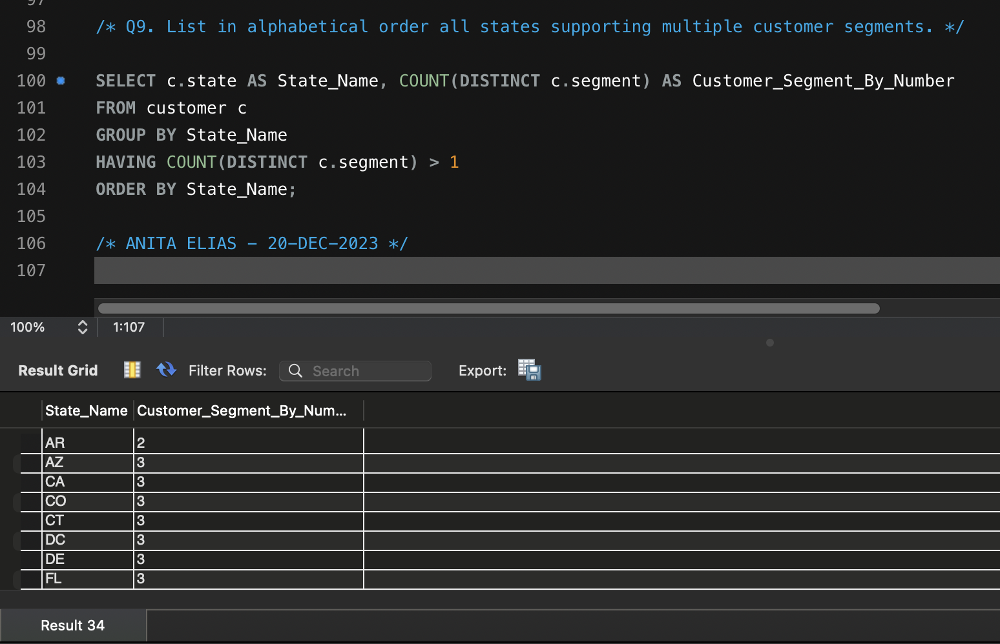 97
98 /* Q9. List in alphabetical order all states supporting multiple customer segments. */
99
100 SELECT c.state AS State_Name, COUNT(DISTINCT c.segment) AS Customer_Segment_By_Number
101 FROM customer c
102 GROUP BY State_Name
103 HAVING COUNT(DISTINCT c.segment) > 1
104 ORDER BY State_Name;
105
106 /* ANITA ELIAS - 20-DEC-2023 */
107
100% 1:107
Result Grid Filter Rows: Search Export:
State_Name Customer_Segment_By_Num...
AR 2
AZ 3
CA 3
CO 3
CT 3
DC 3
DE 3
FL 3
Result 34